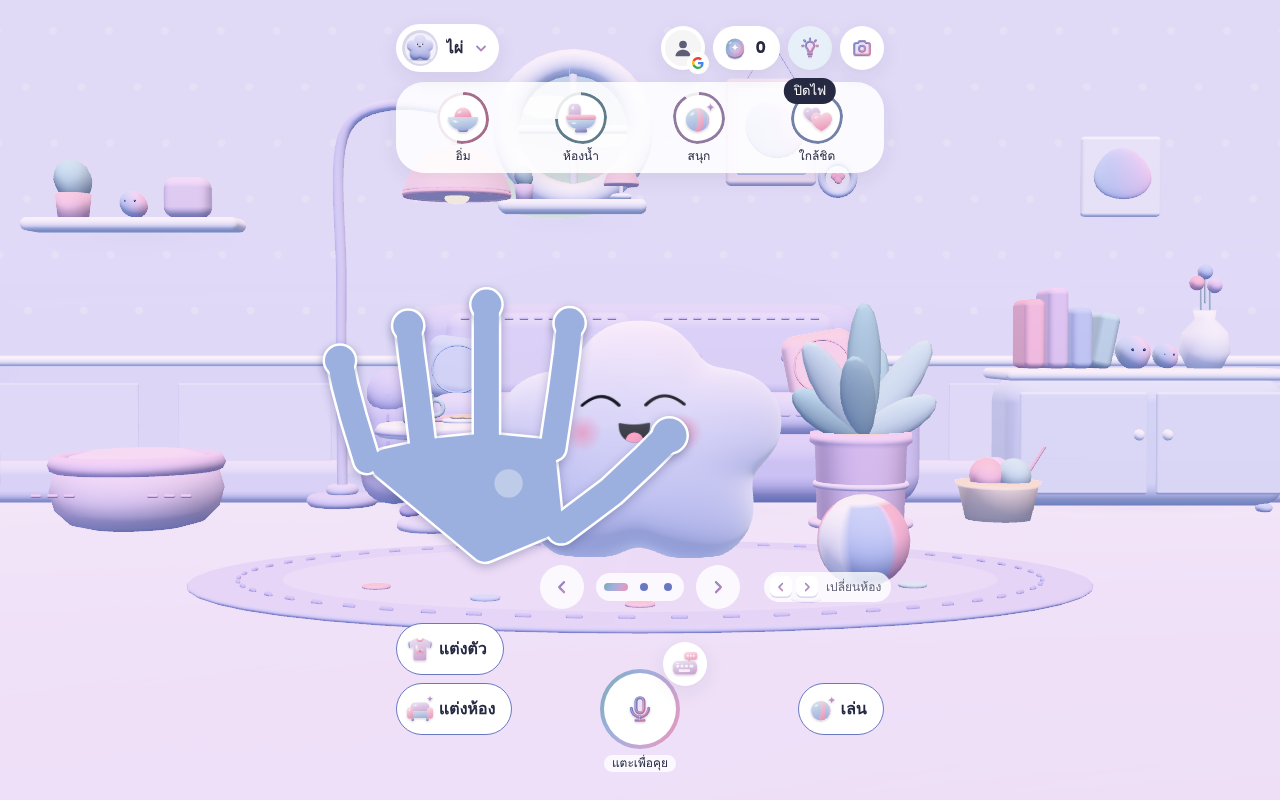 ไผ่
0
ปิดไฟ
อิ่ม
ห้องน้ำ
สนุก
ใกล้ชิด
เปลี่ยนห้อง
แต่งตัว
แต่งห้อง
เล่น
แตะเพื่อคุย